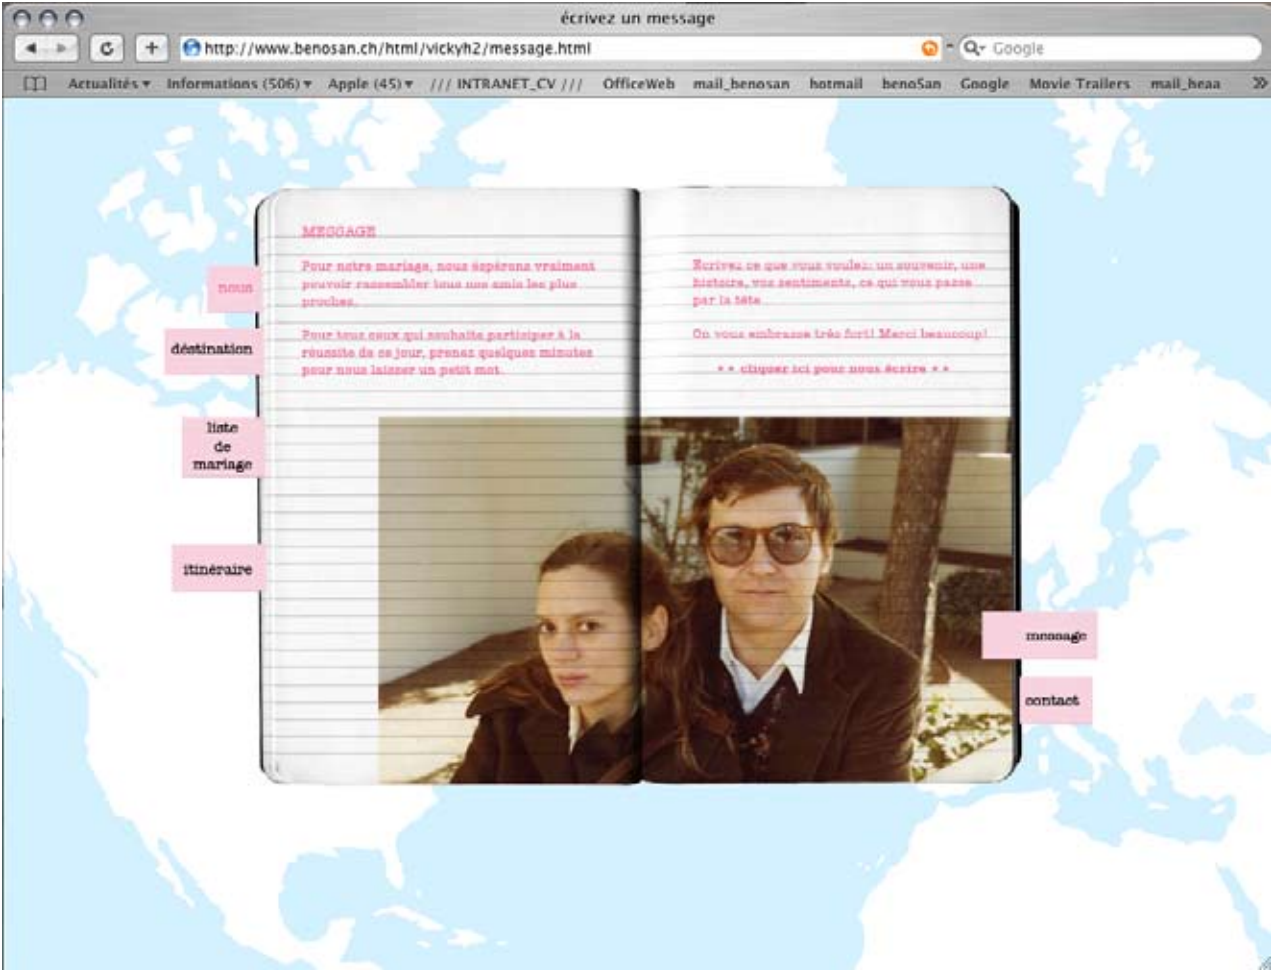 écrivez un message
http://www.benosan.ch/html/vickyh2/message.html
Google
Actualités Informations (506) Apple (45) /// INTRANET_CV /// OfficeWeb mail_benosan hotmail benoSan Google Movie Trailers mail_heaa
MESSAGE
Pour notre mariage, nous éspérons vraiment
pouvoir rassembler tous nos amis les plus
proches.
Pour tous ceux qui souhaite participer à la
réussite de ce jour, prenez quelques minutes
pour nous laisser un petit mot.
Ecrivez ce que vous voulez: un souvenir, une
histoire, vos sentiments, ce qui vous passe
par la tête
On vous embrasse très fort! Merci beaucoup!
** cliquer ici pour nous écrire **
nous
déstination
liste
de
mariage
itinéraire
message
contact